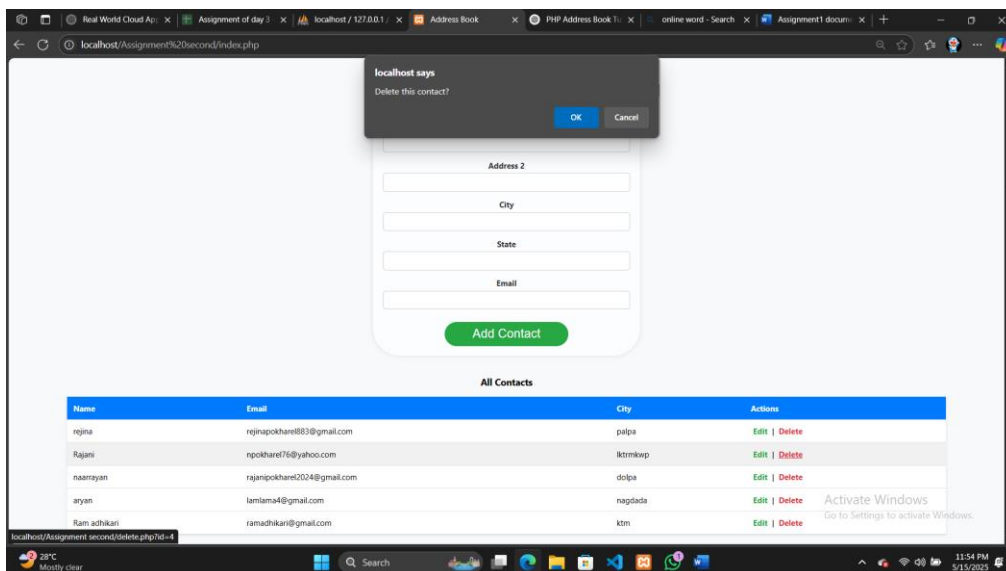 Real World Cloud Ap
Assignment of day 3
localhost / 127.0.0.1 /
Address Book
PHP Address Book Tu
online word - Search
Assignment1 docum
localhost/Assignment%20second/index.php
localhost says
Delete this contact?
OK Cancel
Address 2
City
State
Email
Add Contact
All Contacts
Name Email City Actions
rejina rejinapokharel883@gmail.com palpa Edit | Delete
Rajani npokharel76@yahoo.com lktrmkwp Edit | Delete
naarrayan rajanipokharel2024@gmail.com dolpa Edit | Delete
aryan lamlama4@gmail.com nagdada Edit | Delete
Ram adhikari ramadhikari@gmail.com ktm Edit | Delete
Activate Windows
Go to Settings to activate Windows.
localhost/Assignment second/delete.php?id=4
2
28°C
Mostly clear
Search
11:54 PM
5/15/2025